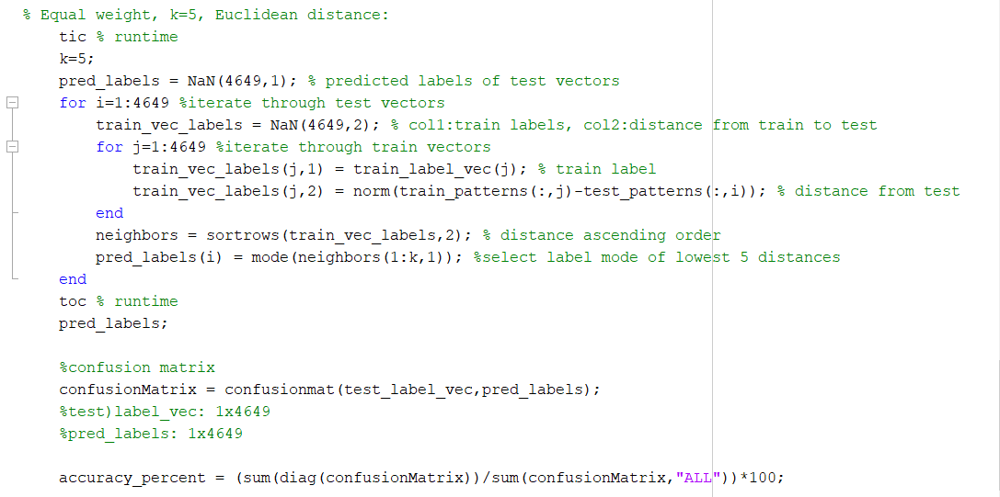 % Equal weight, k=5, Euclidean distance:
tic % runtime
k=5;
pred_labels = NaN(4649,1); % predicted labels of test vectors
for i=1:4649 %iterate through test vectors
train_vec_labels = NaN(4649,2); % col1:train labels, col2:distance from train to test
for j=1:4649 %iterate through train vectors
train_vec_labels(j,1) = train_label_vec(j); % train label
train_vec_labels(j,2) = norm(train_patterns(:,j)-test_patterns(:,i)); % distance from test
end
neighbors = sortrows(train_vec_labels,2); % distance ascending order
pred_labels(i) = mode(neighbors(1:k,1)); %select label mode of lowest 5 distances
end
toc % runtime
pred_labels;
%confusion matrix
confusionMatrix = confusionmat(test_label_vec,pred_labels);
%test)label_vec: 1x4649
%pred_labels: 1x4649
accuracy_percent = (sum(diag(confusionMatrix))/sum(confusionMatrix,"ALL"))*100;